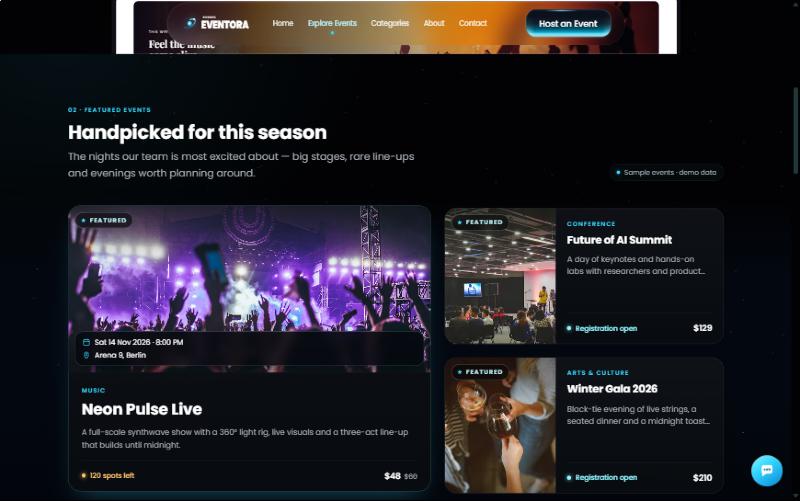 EVENTORA
Home
Explore Events
Categories
About
Contact
Host an Event
Feel the music
02 · FEATURED EVENTS
Handpicked for this season
The nights our team is most excited about — big stages, rare line-ups
and evenings worth planning around.
Sample events · demo data
FEATURED
Sat 14 Nov 2026 · 8:00 PM
Arena 9, Berlin
MUSIC
Neon Pulse Live
A full-scale synthwave show with a 360° light rig, live visuals and a three-act line-up
that builds until midnight.
120 spots left
$48 $60
FEATURED
CONFERENCE
Future of AI Summit
A day of keynotes and hands-on
labs with researchers and product…
Registration open
$129
FEATURED
ARTS & CULTURE
Winter Gala 2026
Black-tie evening of live strings, a
seated dinner and a midnight toast…
Registration open
$210